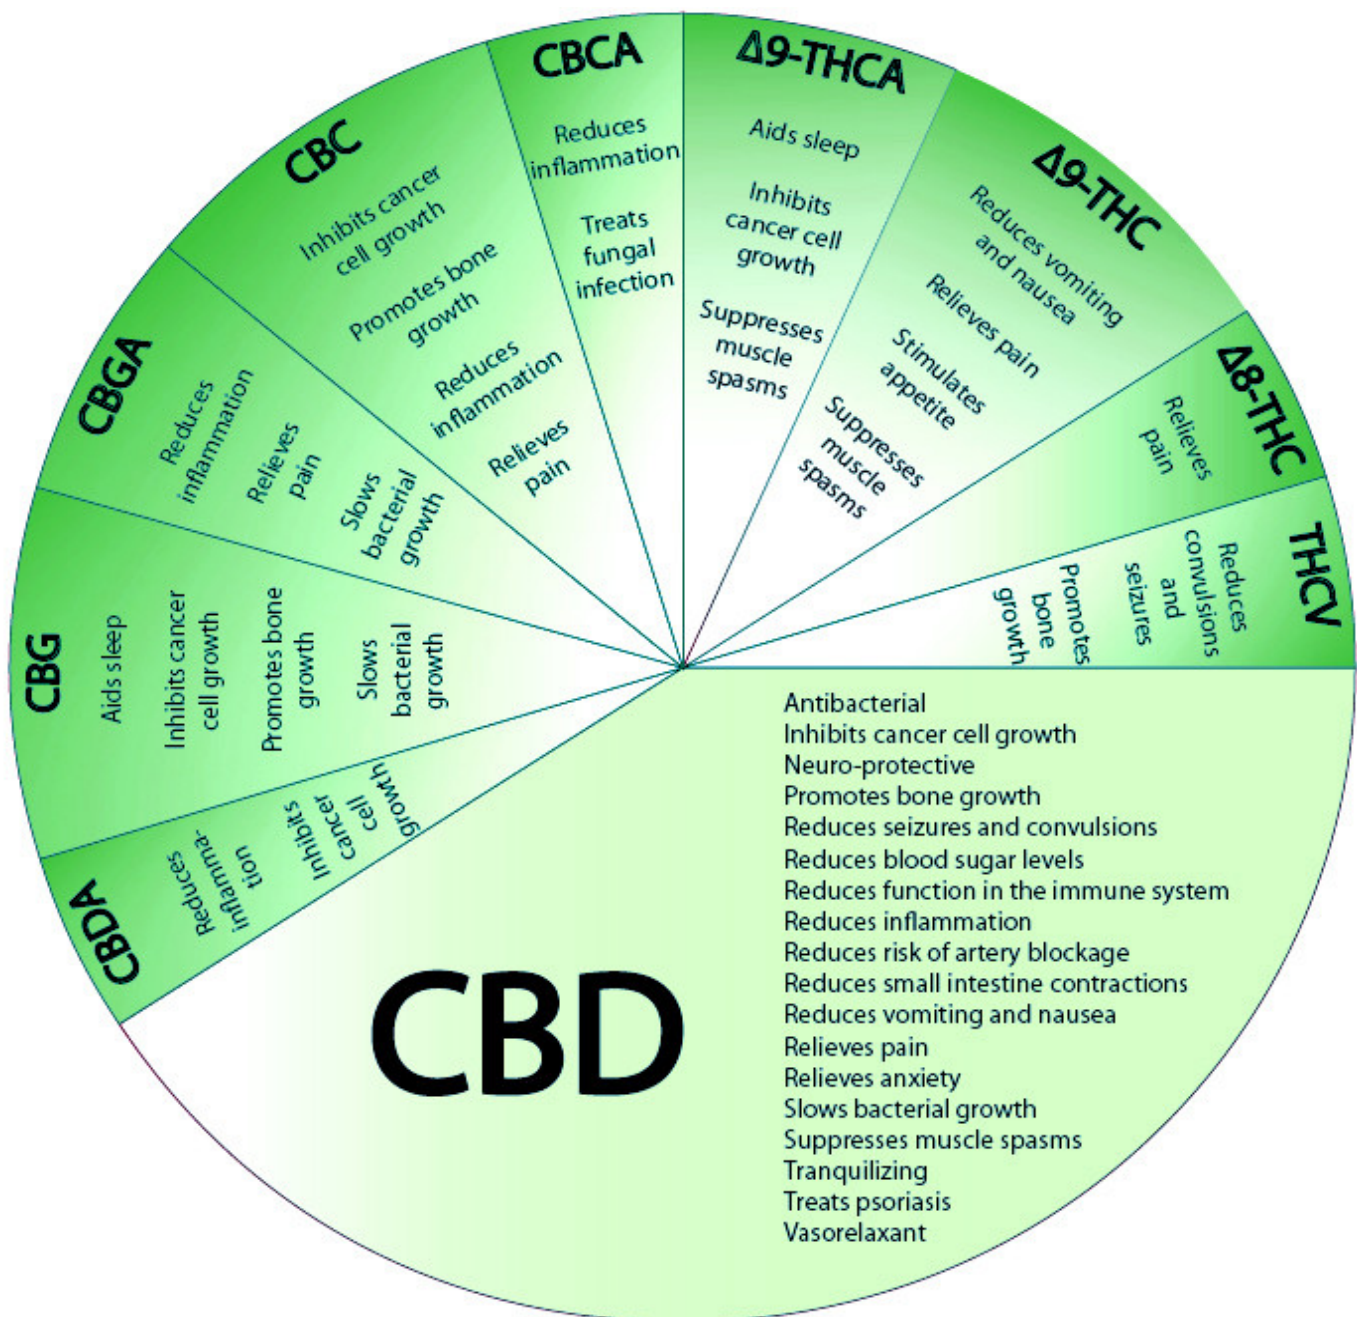 CBCA
Reduces
inflammation
Treats
fungal
infection
Δ9-THCA
Aids sleep
Inhibits
cancer cell
growth
Suppresses
muscle
spasms
Δ9-THC
Reduces vomiting
and nausea
Relieves pain
Stimulates
appetite
Suppresses
muscle
spasms
Δ8-THC
Relieves
pain
THCV
Reduces
convulsions
and
seizures
Promotes
bone
growth
CBD
Antibacterial
Inhibits cancer cell growth
Neuro-protective
Promotes bone growth
Reduces seizures and convulsions
Reduces blood sugar levels
Reduces function in the immune system
Reduces inflammation
Reduces risk of artery blockage
Reduces small intestine contractions
Reduces vomiting and nausea
Relieves pain
Relieves anxiety
Slows bacterial growth
Suppresses muscle spasms
Tranquilizing
Treats psoriasis
Vasorelaxant
CBDA
Reduces
inflamma-
tion
Inhibits
cancer
cell
growth
CBG
Aids sleep
Inhibits cancer
cell growth
Promotes bone
growth
Slows
bacterial
growth
CBGA
Reduces
inflammation
Relieves
pain
Slows
bacterial
growth
CBC
Inhibits cancer
cell growth
Promotes bone
growth
Reduces
inflammation
Relieves
pain